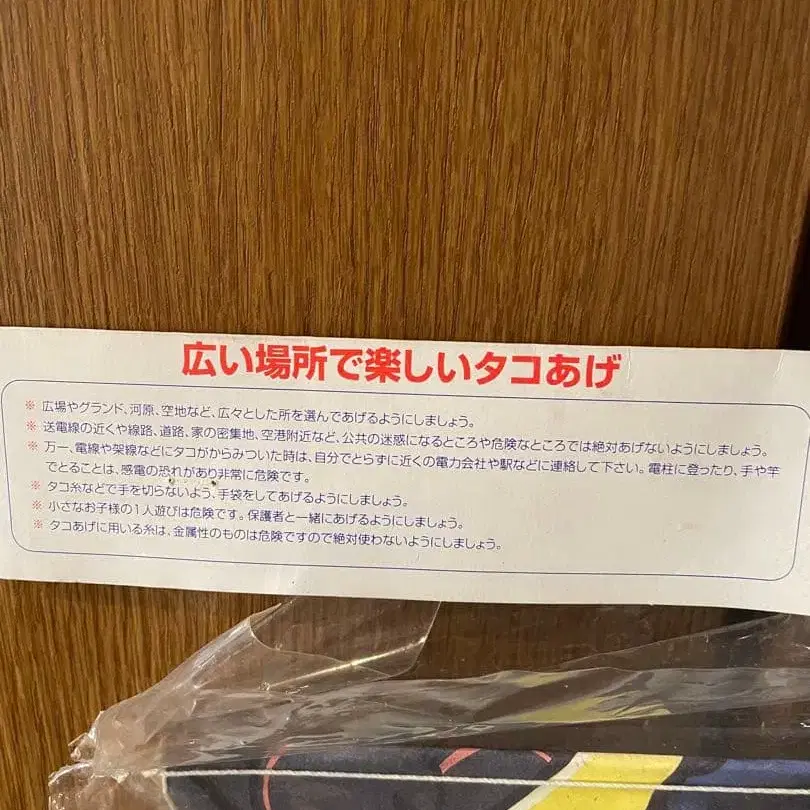 広い場所で楽しいタコあげ
※ 広場やグランド、河原、空地など、広々とした所を選んであげるようにしましょう。
※ 送電線の近くや線路、道路、家の密集地、空港附近など、公共の迷惑になるところや危険なところでは絶対あげないようにしましょう。
※ 万一、電線や架線などにタコがからみついた時は、自分でとらずに近くの電力会社や駅などに連絡して下さい。電柱に登ったり、手や竿
でとることは、感電の恐れがあり非常に危険です。
※ タコ糸などで手を切らないよう、手袋をしてあげるようにしましょう。
※ 小さなお子様の1人遊びは危険です。保護者と一緒にあげるようにしましょう。
※ タコあげに用いる糸は、金属性のものは危険ですので絶対使わないようにしましょう。